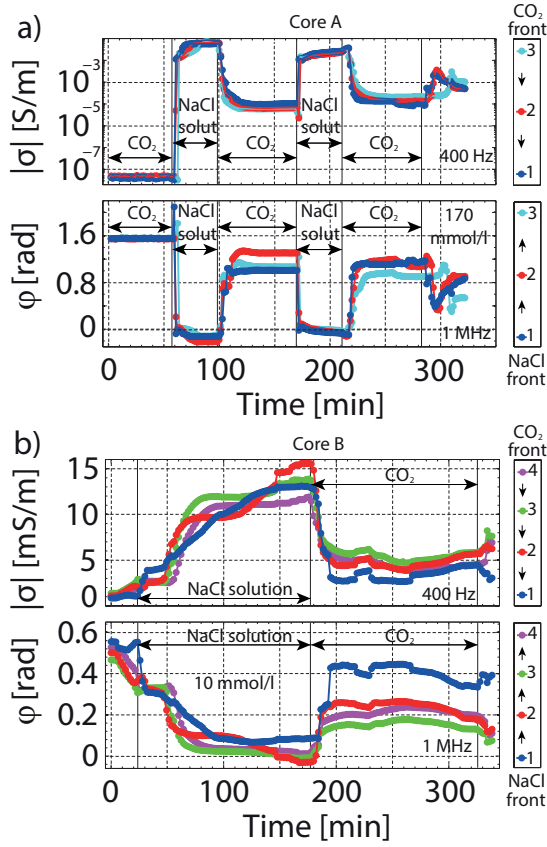 a)
Core A
CO₂ front
|σ| [S/m]
10⁻³
10⁻⁵
10⁻⁵
10⁻⁷
CO₂
NaCl solut
CO₂
NaCl solut
CO₂
400 Hz
3
2
1
φ [rad]
1.6
0.8
0
CO₂
NaCl solut
CO₂
NaCl solut
CO₂
170 mmol/l
1 MHz
3
2
1
NaCl front
0
100
200
300
Time [min]
b)
Core B
CO₂ front
|σ| [mS/m]
15
10
5
0
NaCl solution
CO₂
400 Hz
4
3
2
1
φ [rad]
0.6
0.4
0.2
0
NaCl solution
CO₂
10 mmol/l
1 MHz
4
3
2
1
NaCl front
0
100
200
300
Time [min]